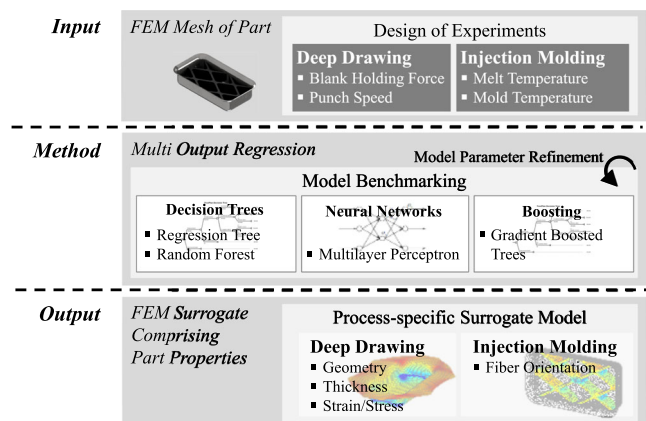 Input
FEM Mesh of Part
Design of Experiments
Deep Drawing
▪ Blank Holding Force
▪ Punch Speed
Injection Molding
▪ Melt Temperature
▪ Mold Temperature
Method
Multi Output Regression
Model Parameter Refinement
Model Benchmarking
Decision Trees
▪ Regression Tree
▪ Random Forest
Neural Networks
▪ Multilayer Perceptron
Boosting
▪ Gradient Boosted
Trees
Output
FEM Surrogate
Comprising
Part Properties
Process-specific Surrogate Model
Deep Drawing
▪ Geometry
▪ Thickness
▪ Strain/Stress
Injection Molding
▪ Fiber Orientation